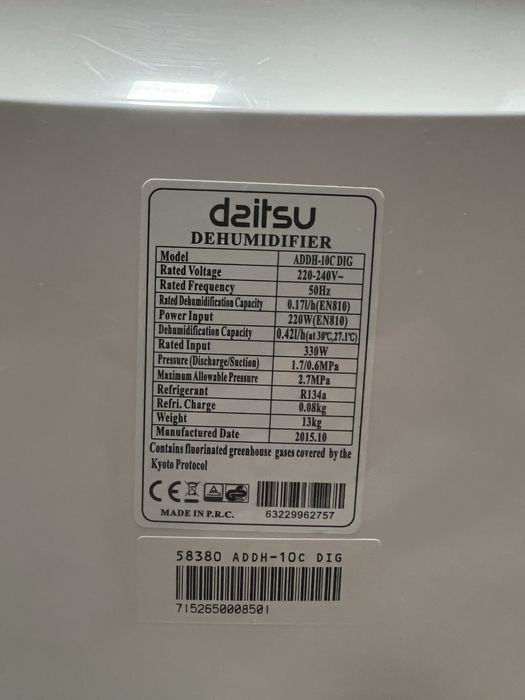 daitsu
DEHUMIDIFIER
Model ADDH-10C DIG
Rated Voltage 220-240V~
Rated Frequency 50Hz
Rated Dehumidification Capacity 0.17l/h(EN810)
Power Input 220W(EN810)
Dehumidification Capacity 0.42l/h(at 30℃,27.1℃)
Rated Input 330W
Pressure (Discharge/Suction) 1.7/0.6MPa
Maximum Allowable Pressure 2.7MPa
Refrigerant R134a
Refri. Charge 0.08kg
Weight 13kg
Manufactured Date 2015.10
Contains fluorinated greenhouse gases covered by the
Kyoto Protocol
CE
MADE IN P.R.C. 63229962757
58380 ADDH-10C DIG
7152650008501